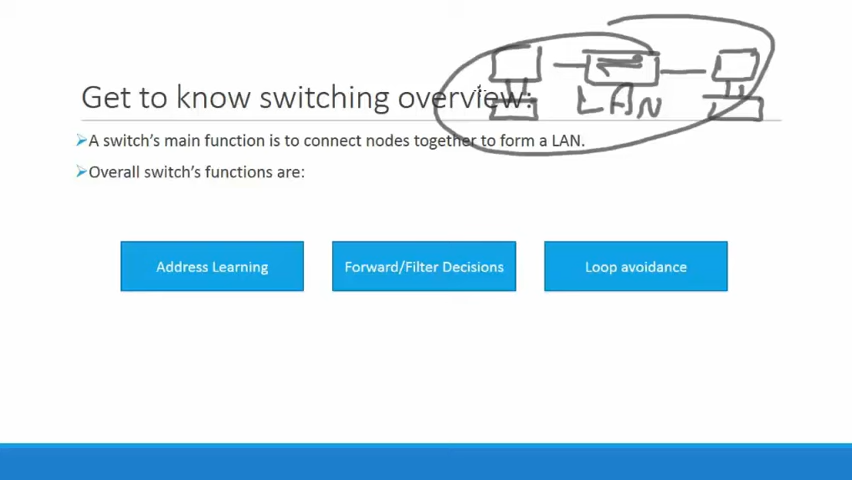 Get to know switching overview:
LAN
➢A switch's main function is to connect nodes together to form a LAN.
➢Overall switch's functions are:
Address Learning
Forward/Filter Decisions
Loop avoidance